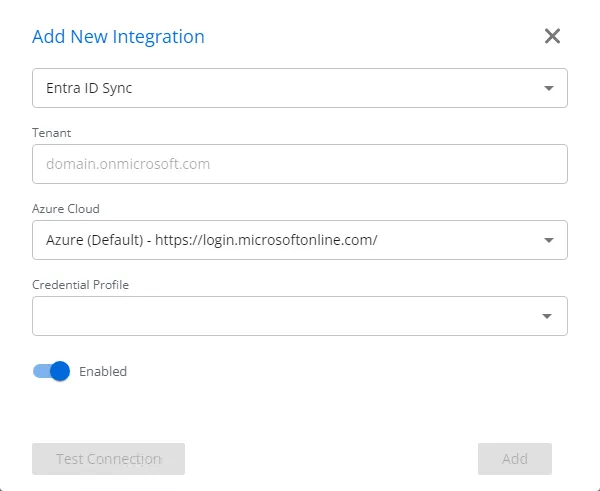 Add New Integration
Entra ID Sync
Tenant
domain.onmicrosoft.com
Azure Cloud
Azure (Default) - https://login.microsoftonline.com/
Credential Profile
Enabled
Test Connection
Add